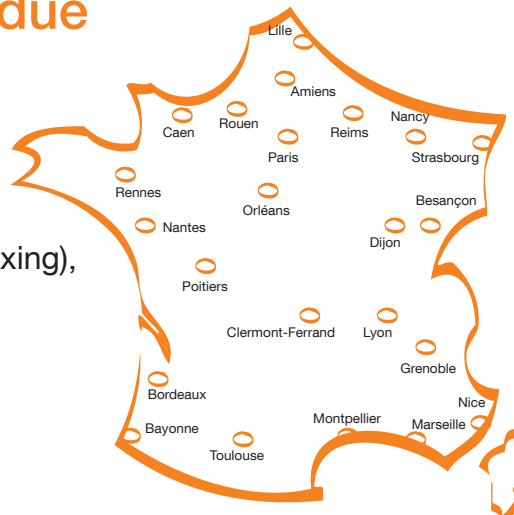 due
Lille
Amiens
Rouen
Caen
Reims
Nancy
Paris
Strasbourg
Rennes
Orléans
Besançon
Nantes
Dijon
xing),
Poitiers
Clermont-Ferrand
Lyon
Grenoble
Bordeaux
Nice
Bayonne
Montpellier
Marseille
Toulouse